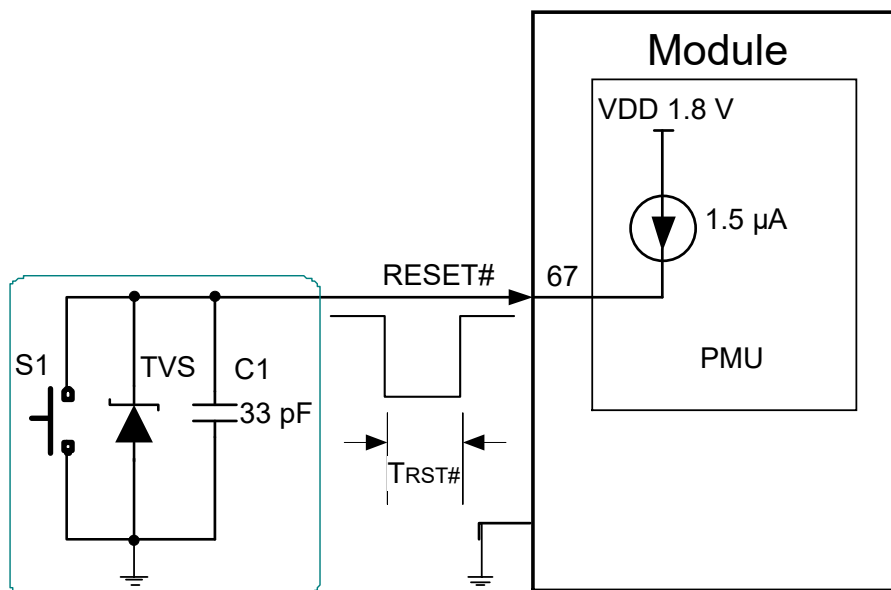 Module
VDD 1.8 V
1.5 µA
RESET#
67
PMU
S1
TVS
C1
33 pF
TRST#